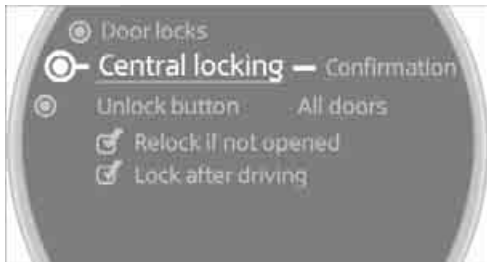 Door locks
Central locking Confirmation
Unlock button All doors
Relock if not opened
Lock after driving